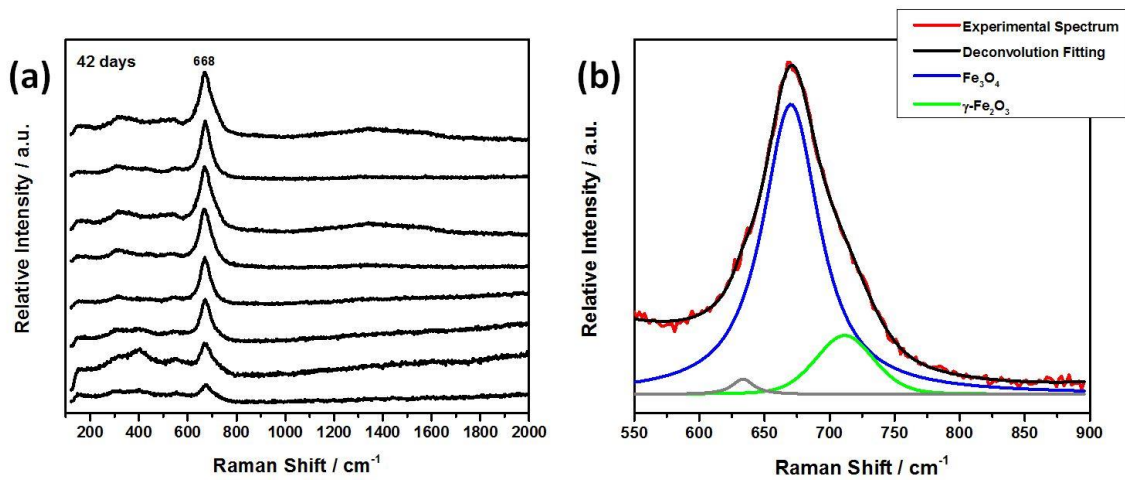 (a)
42 days
668
Relative Intensity / a.u.
200 400 600 800 1000 1200 1400 1600 1800 2000
Raman Shift / cm⁻¹
(b)
Experimental Spectrum
Deconvolution Fitting
Fe₃O₄
γ-Fe₂O₃
Relative Intensity / a.u.
550 600 650 700 750 800 850 900
Raman Shift / cm⁻¹